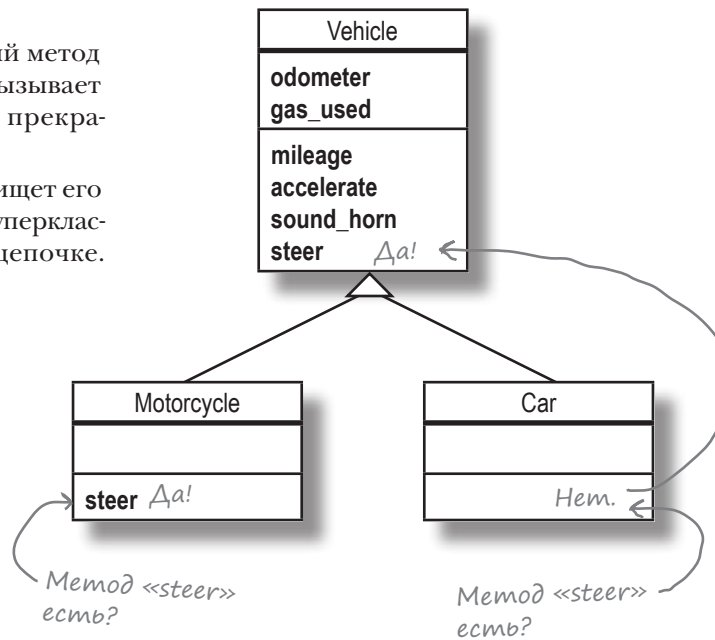 ый метод
ызывает
прекра-
ищет его
уперклас-
цепочке.
Vehicle
odometer
gas_used
mileage
accelerate
sound_horn
steer Да!
Motorcycle
steer Да!
Car
Нет.
Метод «steer»
есть?
Метод «steer»
есть?